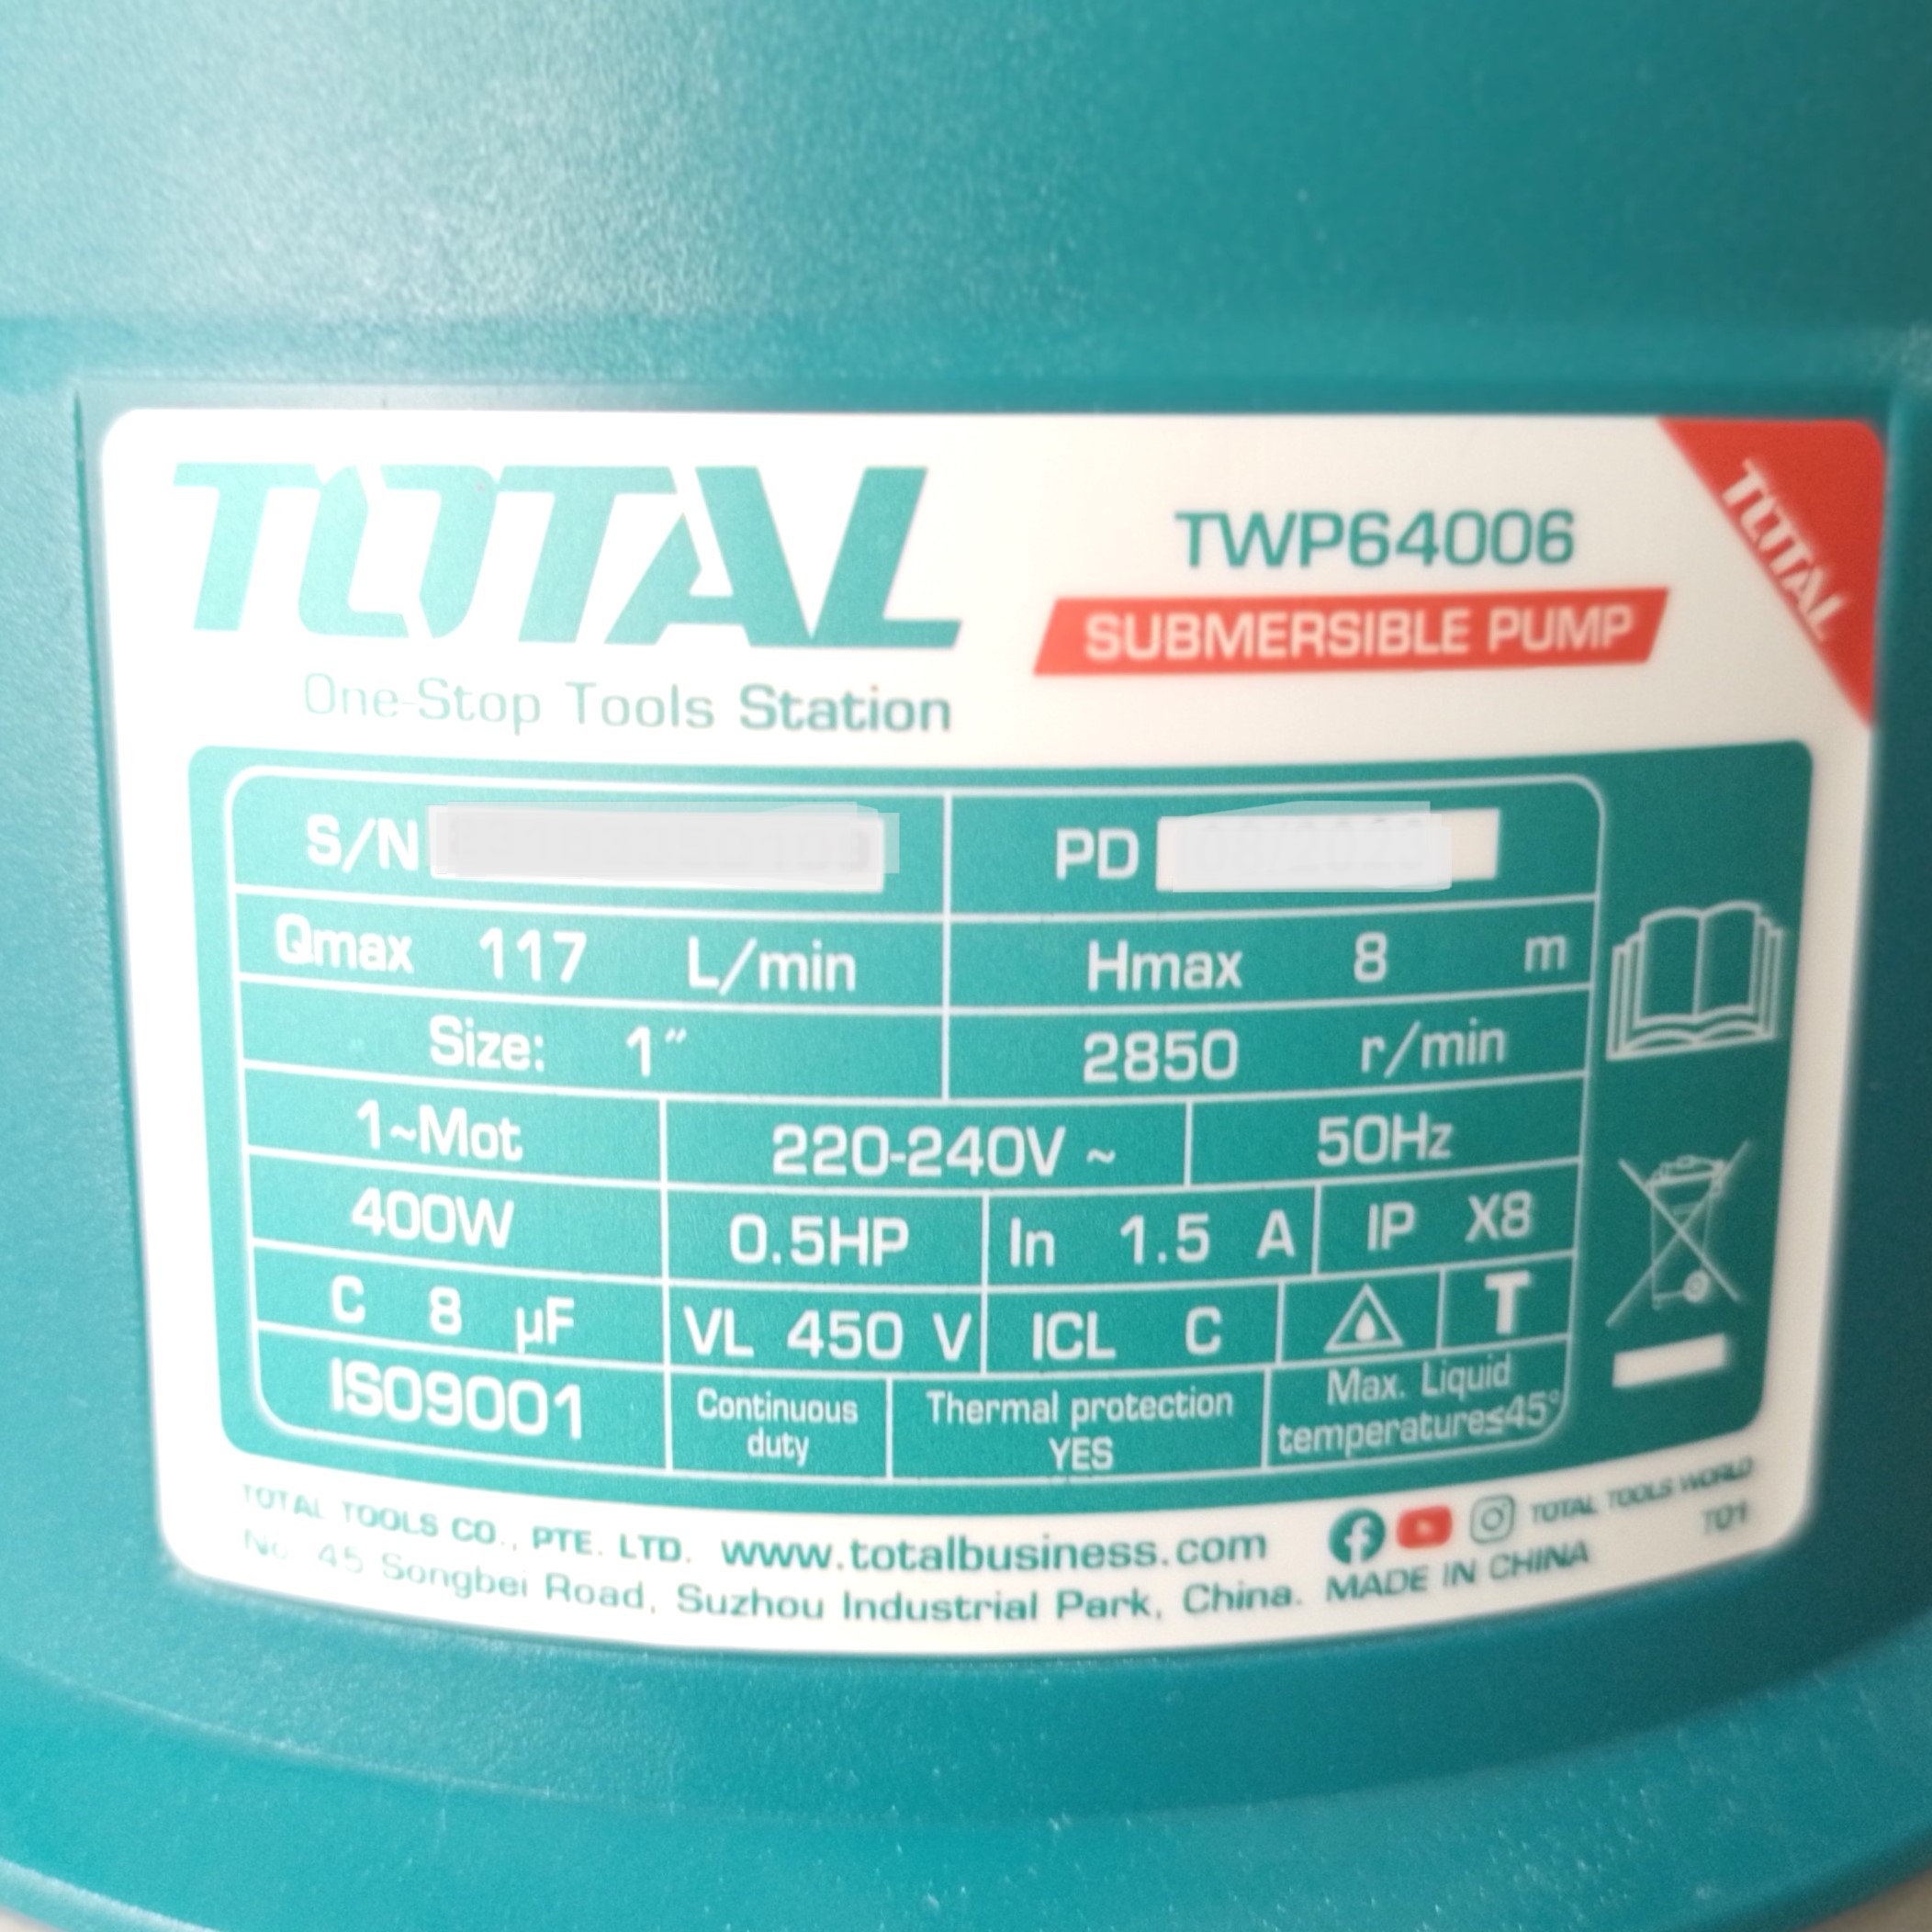 TOTAL
One-Stop Tools Station
TWP64006
SUBMERSIBLE PUMP
TOTAL
S/N
PD
Qmax 117 L/min
Hmax 8 m
Size: 1"
2850 r/min
1~Mot
220-240V ~
50Hz
400W
0.5HP
In 1.5 A
IP X8
C 8 µF
VL 450 V
ICL C
T
ISO9001
Continuous
duty
Thermal protection
YES
Max. Liquid
temperature≤45°
TOTAL TOOLS CO., PTE. LTD. www.totalbusiness.com
TOTAL TOOLS WORLD
No. 45 Songbei Road, Suzhou Industrial Park, China. MADE IN CHINA
T01